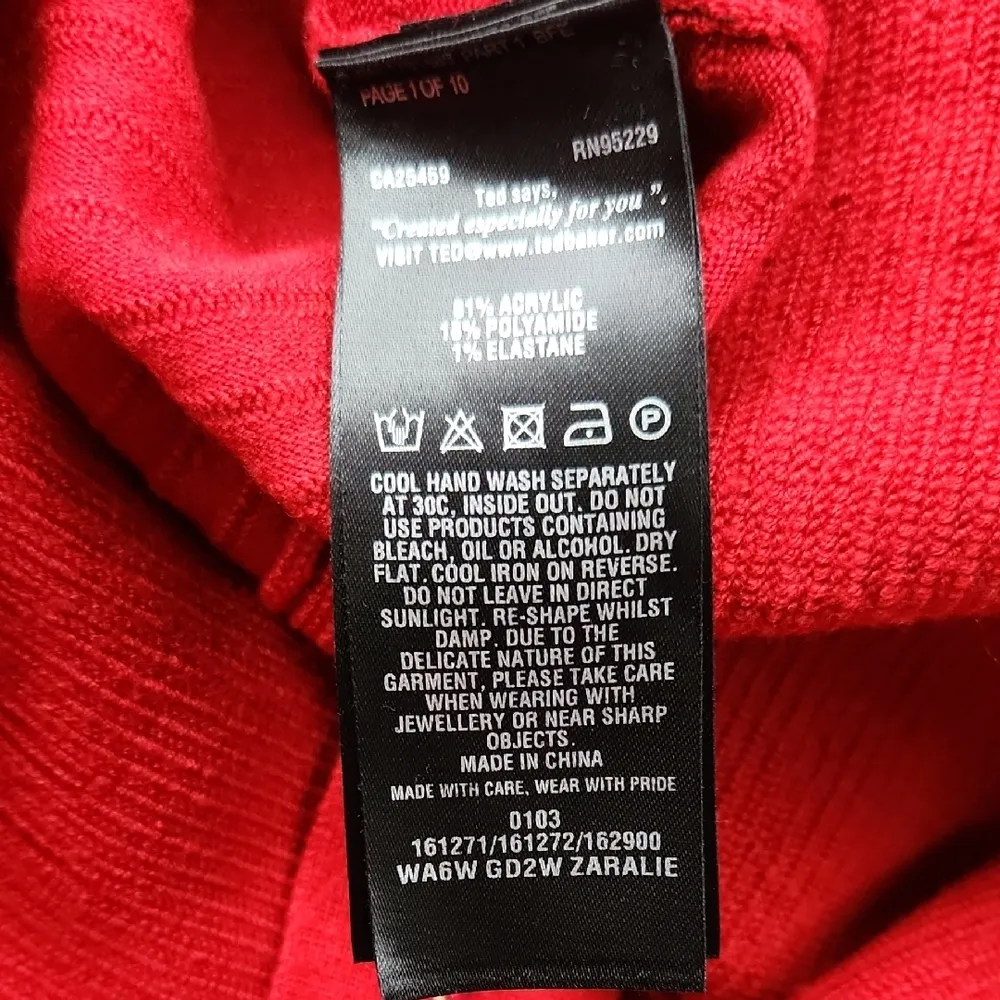 PART 1 BFE
PAGE 1 OF 10
RN95229
CA25469
Ted says,
"Created especially for you".
VISIT TED@www.tedbaker.com
81% ACRYLIC
18% POLYAMIDE
1% ELASTANE
P
COOL HAND WASH SEPARATELY
AT 30C, INSIDE OUT. DO NOT
USE PRODUCTS CONTAINING
BLEACH, OIL OR ALCOHOL. DRY
FLAT. COOL IRON ON REVERSE.
DO NOT LEAVE IN DIRECT
SUNLIGHT. RE-SHAPE WHILST
DAMP. DUE TO THE
DELICATE NATURE OF THIS
GARMENT, PLEASE TAKE CARE
WHEN WEARING WITH
JEWELLERY OR NEAR SHARP
OBJECTS.
MADE IN CHINA
MADE WITH CARE, WEAR WITH PRIDE
0103
161271/161272/162900
WA6W GD2W ZARALIE